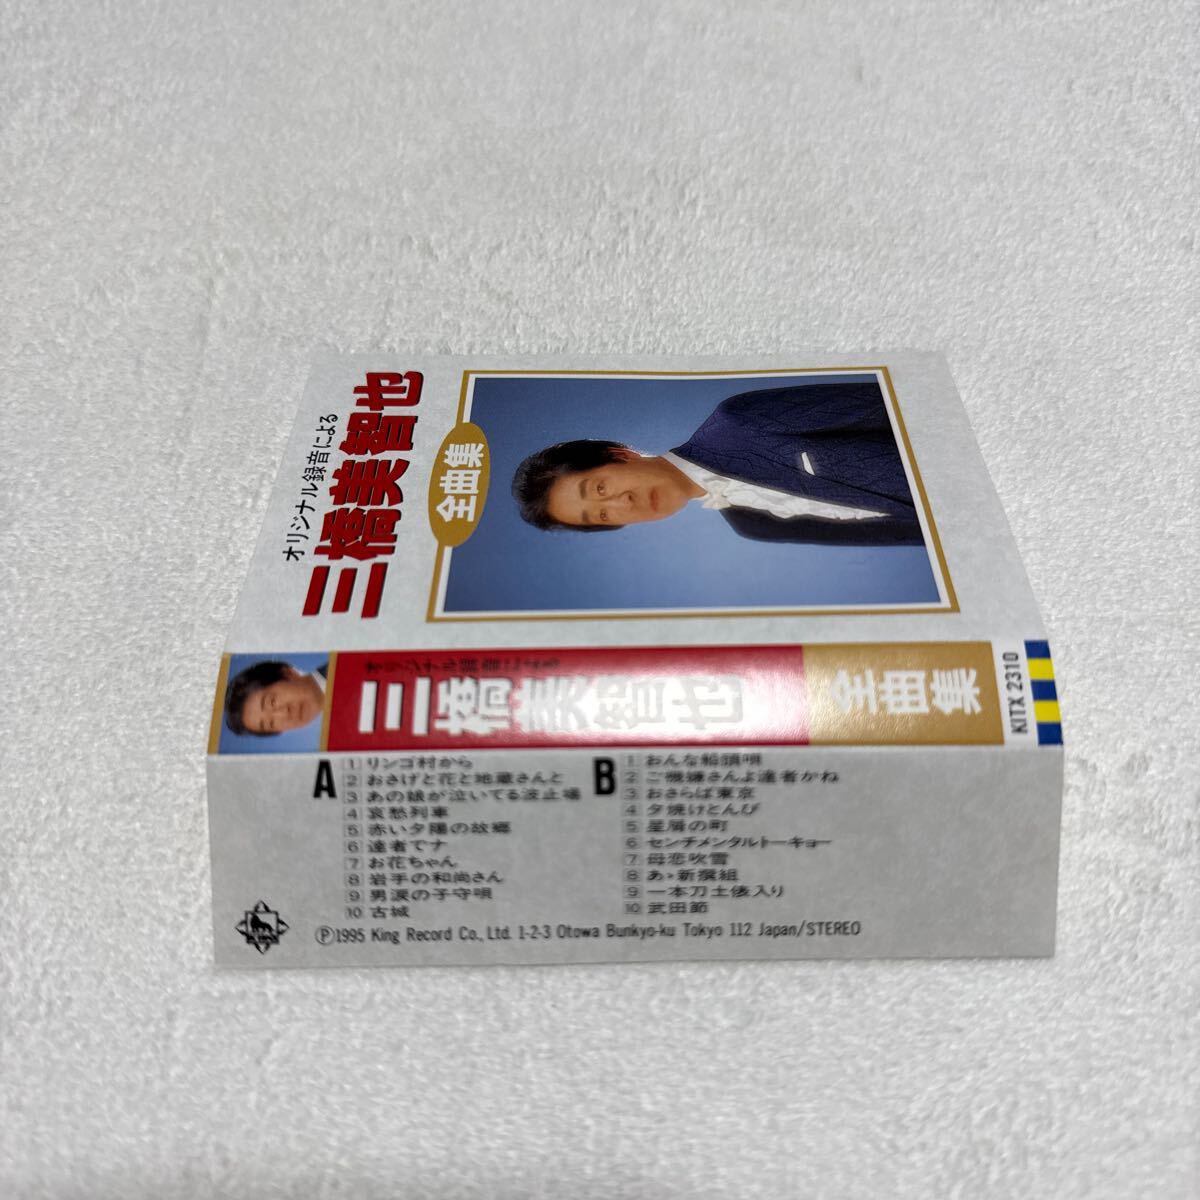 オリジナル録音による
三橋美智也
全曲集
オリジナル録音による
三橋美智也
全曲集
KITX 2310
A
1 リンゴ村から
2 おさげと花と地蔵さんと
3 あの娘が泣いてる波止場
4 哀愁列車
5 赤い夕陽の故郷
6 達者でナ
7 お花ちゃん
8 岩手の和尚さん
9 男涙の子守唄
10 古城
B
1 おんな船頭唄
2 ご機嫌さんよ達者かね
3 おさらば東京
4 夕焼けとんび
5 星屑の町
6 センチメンタルトーキョー
7 母恋吹雪
8 あゝ新撰組
9 一本刀土俵入り
10 武田節
Ⓟ1995 King Record Co., Ltd. 1-2-3 Otowa Bunkyo-ku Tokyo 112 Japan/STEREO